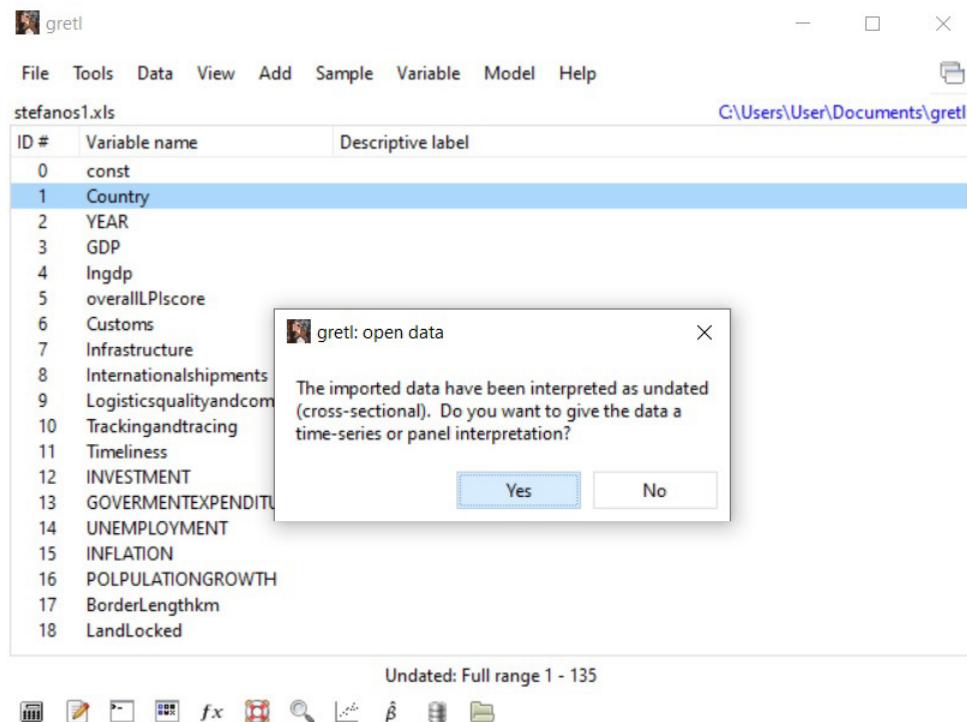 gretl
File Tools Data View Add Sample Variable Model Help
stefanos1.xls C:\Users\User\Documents\gretl
ID # Variable name Descriptive label
0 const
1 Country
2 YEAR
3 GDP
4 lngdp
5 overallLPIscore
6 Customs
7 Infrastructure
8 Internationalshipments
9 Logisticsqualityandcom
10 Trackingandtracing
11 Timeliness
12 INVESTMENT
13 GOVERMENTEXPENDITU
14 UNEMPLOYMENT
15 INFLATION
16 POLPULATIONGROWTH
17 BorderLengthkm
18 LandLocked
gretl: open data
The imported data have been interpreted as undated
(cross-sectional). Do you want to give the data a
time-series or panel interpretation?
Yes No
Undated: Full range 1 - 135
fx β̂